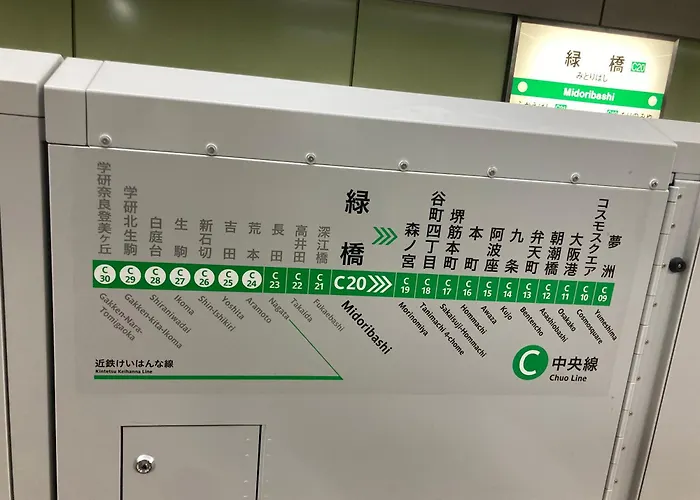 緑橋 C20
みどりばし
Midoribashi
学研奈良登美ヶ丘
学研北生駒
白庭台
生駒
新石切
吉田
荒本
長田
高井田
深江橋
緑橋
森ノ宮
谷町四丁目
堺筋本町
本町
阿波座
九条
弁天町
朝潮橋
大阪港
コスモスクエア
夢洲
C30 C29 C28 C27 C26 C25 C24 C23 C22 C21 C20 C19 C18 C17 C16 C15 C14 C13 C12 C11 C10 C09
Gakken-Nara-
Tomigaoka
Gakken-Kita-Ikoma
Shiraniwadai
Ikoma
Shin-Ishikiri
Yoshita
Aramoto
Nagata
Takaida
Fukaebashi
Midoribashi
Morinomiya
Tanimachi 4-chome
Sakaisuji-Hommachi
Hommachi
Awaza
Kujo
Bentencho
Asashiobashi
Osakako
Cosmosquare
Yumeshima
近鉄けいはんな線
Kintetsu Keihanna Line
C 中央線
Chuo Line